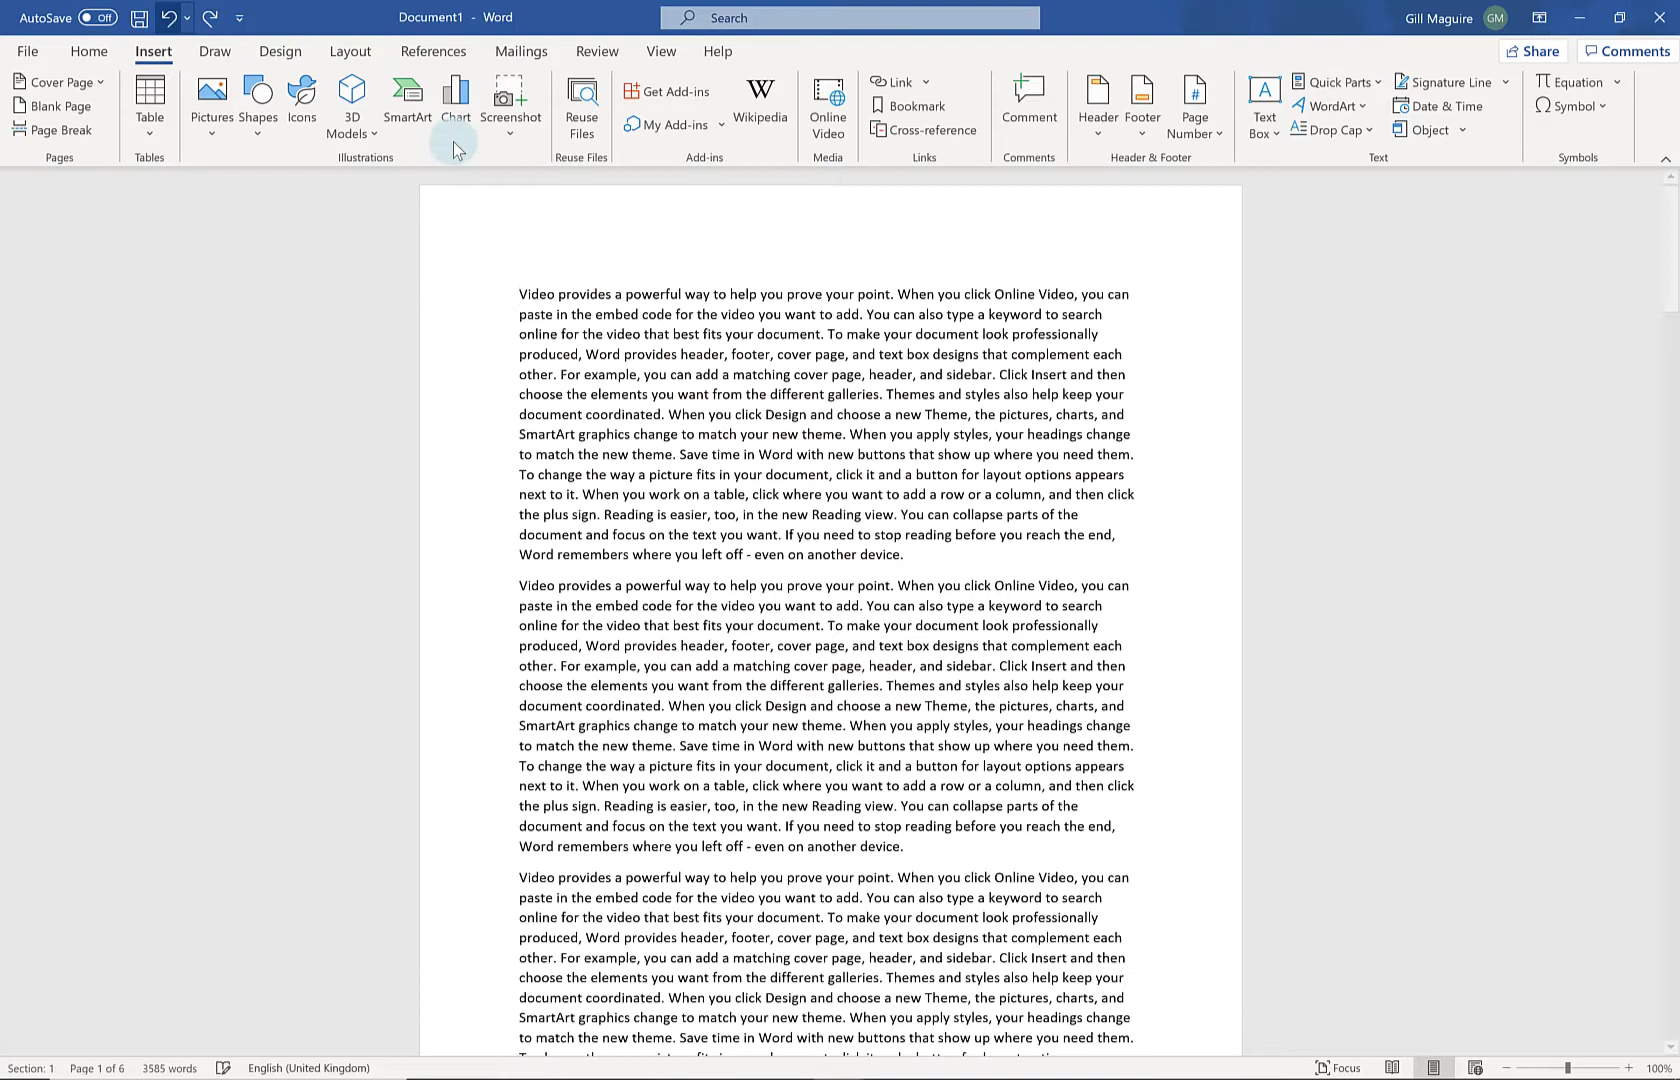 AutoSave Off
Document1 - Word
Search
Gill Maguire GM
File Home Insert Draw Design Layout References Mailings Review View Help
Share Comments
Cover Page
Blank Page
Page Break
Pages
Table
Tables
Pictures Shapes Icons 3D Models SmartArt Chart Screenshot
Illustrations
Reuse Files
Reuse Files
Get Add-ins
My Add-ins
W Wikipedia
Add-ins
Online Video
Media
Link
Bookmark
Cross-reference
Links
Comment
Comments
Header Footer # Page Number
Header & Footer
A Text Box
Quick Parts
WordArt
Drop Cap
Signature Line
Date & Time
Object
Text
Equation
Symbol
Symbols
Video provides a powerful way to help you prove your point. When you click Online Video, you can
paste in the embed code for the video you want to add. You can also type a keyword to search
online for the video that best fits your document. To make your document look professionally
produced, Word provides header, footer, cover page, and text box designs that complement each
other. For example, you can add a matching cover page, header, and sidebar. Click Insert and then
choose the elements you want from the different galleries. Themes and styles also help keep your
document coordinated. When you click Design and choose a new Theme, the pictures, charts, and
SmartArt graphics change to match your new theme. When you apply styles, your headings change
to match the new theme. Save time in Word with new buttons that show up where you need them.
To change the way a picture fits in your document, click it and a button for layout options appears
next to it. When you work on a table, click where you want to add a row or a column, and then click
the plus sign. Reading is easier, too, in the new Reading view. You can collapse parts of the
document and focus on the text you want. If you need to stop reading before you reach the end,
Word remembers where you left off - even on another device.
Video provides a powerful way to help you prove your point. When you click Online Video, you can
paste in the embed code for the video you want to add. You can also type a keyword to search
online for the video that best fits your document. To make your document look professionally
produced, Word provides header, footer, cover page, and text box designs that complement each
other. For example, you can add a matching cover page, header, and sidebar. Click Insert and then
choose the elements you want from the different galleries. Themes and styles also help keep your
document coordinated. When you click Design and choose a new Theme, the pictures, charts, and
SmartArt graphics change to match your new theme. When you apply styles, your headings change
to match the new theme. Save time in Word with new buttons that show up where you need them.
To change the way a picture fits in your document, click it and a button for layout options appears
next to it. When you work on a table, click where you want to add a row or a column, and then click
the plus sign. Reading is easier, too, in the new Reading view. You can collapse parts of the
document and focus on the text you want. If you need to stop reading before you reach the end,
Word remembers where you left off - even on another device.
Video provides a powerful way to help you prove your point. When you click Online Video, you can
paste in the embed code for the video you want to add. You can also type a keyword to search
online for the video that best fits your document. To make your document look professionally
produced, Word provides header, footer, cover page, and text box designs that complement each
other. For example, you can add a matching cover page, header, and sidebar. Click Insert and then
choose the elements you want from the different galleries. Themes and styles also help keep your
document coordinated. When you click Design and choose a new Theme, the pictures, charts, and
SmartArt graphics change to match your new theme. When you apply styles, your headings change
to match the new theme. Save time in Word with new buttons that show up where you need them.
Section: 1 Page 1 of 6 3585 words English (United Kingdom)
Focus
100%